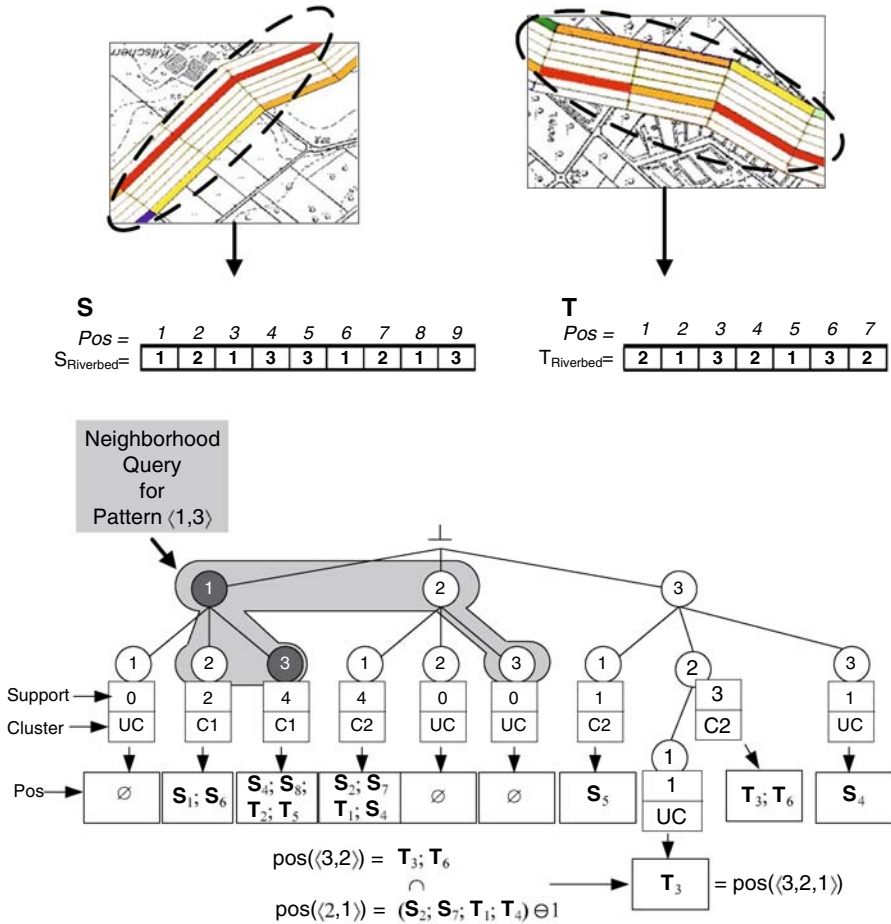 Kitscherr
S
T
Pos = 1 2 3 4 5 6 7 8 9
S Riverbed= 1 2 1 3 3 1 2 1 3
Pos = 1 2 3 4 5 6 7
T Riverbed= 2 1 3 2 1 3 2
Neighborhood
Query
for
Pattern ⟨1,3⟩
⊥
1 2 3
1 2 3 1 2 3 1 2 3
Support 0 2 4 4 0 0 1 3 1
Cluster UC C1 C1 C2 UC UC C2 C2 UC
1
1
UC
Pos ∅ S1; S6 S4; S8; T2; T5 S2; S7 T1; S4 ∅ ∅ S5 T3; T6 S4
pos(⟨3,2⟩) = T3; T6
∩
pos(⟨2,1⟩) = (S2; S7; T1; T4) ⊖1
T3 = pos(⟨3,2,1⟩)